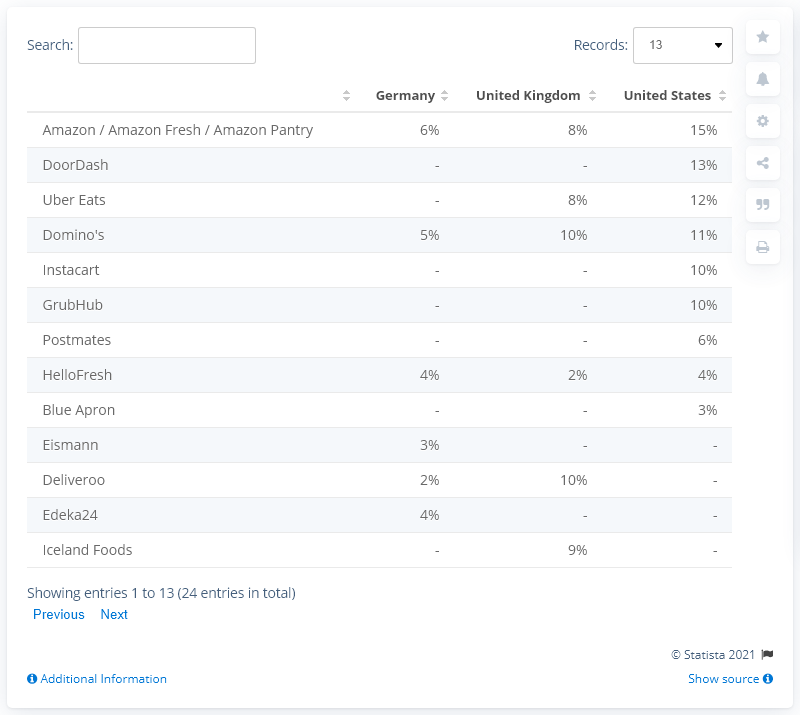 Search: Records: 13
Germany United Kingdom United States
Amazon / Amazon Fresh / Amazon Pantry 6% 8% 15%
DoorDash - - 13%
Uber Eats - 8% 12%
Domino's 5% 10% 11%
Instacart - - 10%
GrubHub - - 10%
Postmates - - 6%
HelloFresh 4% 2% 4%
Blue Apron - - 3%
Eismann 3% - -
Deliveroo 2% 10% -
Edeka24 4% - -
Iceland Foods - 9% -
Showing entries 1 to 13 (24 entries in total)
Previous Next
© Statista 2021
Additional Information Show source